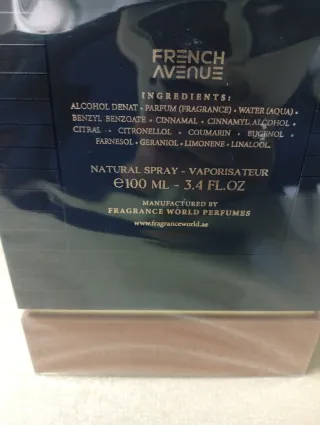 FRENCH
AVENUE
INGREDIENTS:
ALCOHOL DENAT • PARFUM (FRAGRANCE) • WATER (AQUA) •
BENZYL BENZOATE • CINNAMAL • CINNAMYL ALCOHOL •
CITRAL • CITRONELLOL • COUMARIN • EUGENOL •
FARNESOL • GERANIOL • LIMONENE • LINALOOL.
NATURAL SPRAY - VAPORISATEUR
℮100 ML - 3.4 FL.OZ
MANUFACTURED BY
FRAGRANCE WORLD PERFUMES
www.fragranceworld.ae